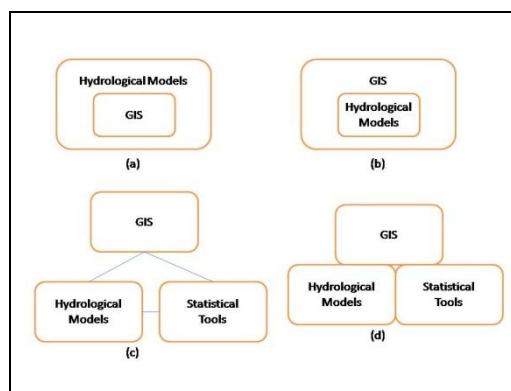 Hydrological Models
GIS
(a)
GIS
Hydrological
Models
(b)
GIS
Hydrological
Models
Statistical
Tools
(c)
GIS
Hydrological
Models
Statistical
Tools
(d)